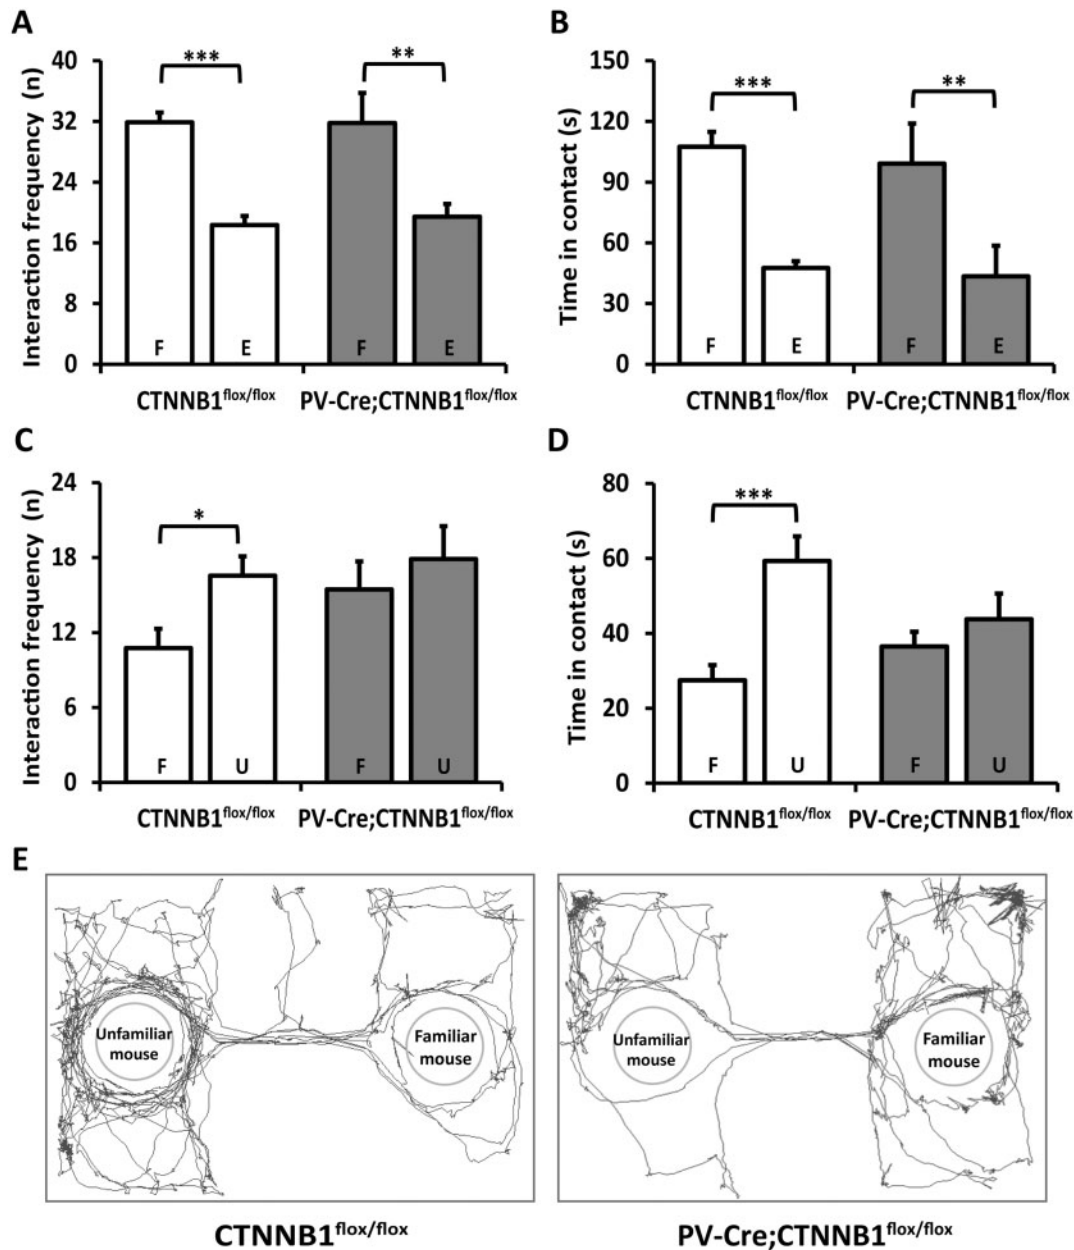 A
Interaction frequency (n)
40
32
24
16
8
0
***
**
F
E
F
E
CTNNB1flox/flox
PV-Cre;CTNNB1flox/flox
B
Time in contact (s)
150
120
90
60
30
0
***
**
F
E
F
E
CTNNB1flox/flox
PV-Cre;CTNNB1flox/flox
C
Interaction frequency (n)
24
18
12
6
0
*
F
U
F
U
CTNNB1flox/flox
PV-Cre;CTNNB1flox/flox
D
Time in contact (s)
80
60
40
20
0
***
F
U
F
U
CTNNB1flox/flox
PV-Cre;CTNNB1flox/flox
E
Unfamiliar
mouse
Familiar
mouse
Unfamiliar
mouse
Familiar
mouse
CTNNB1flox/flox
PV-Cre;CTNNB1flox/flox